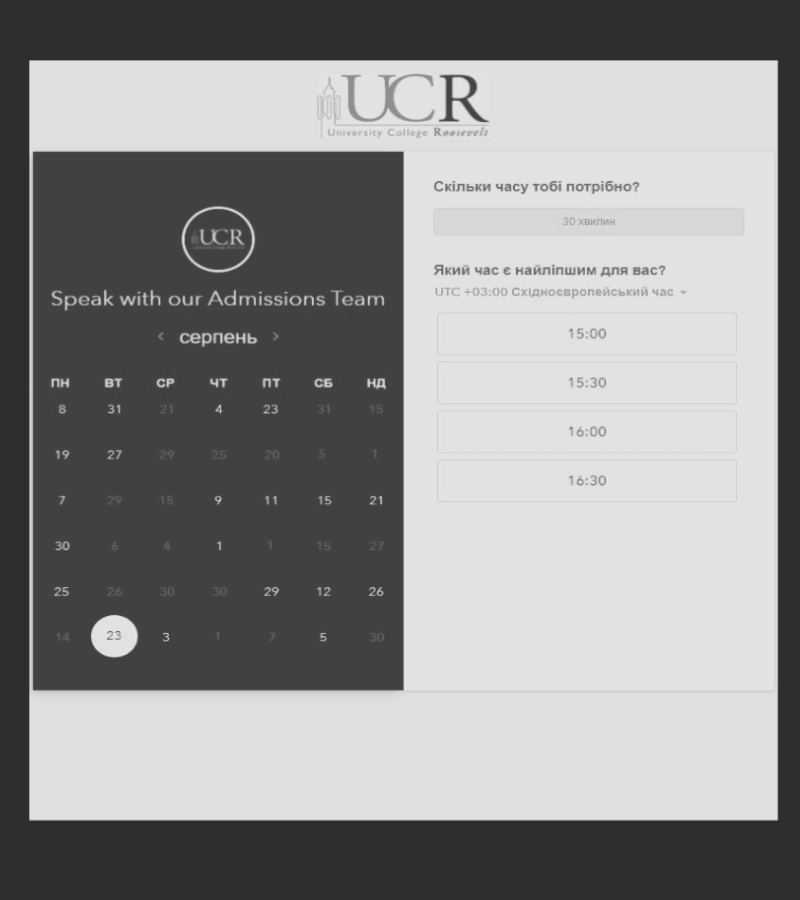 UCR
University College Roosevelt
UCR
Speak with our Admissions Team
< серпень >
ПН ВТ СР ЧТ ПТ СБ НД
8 31 21 4 23 31 15
19 27 29 25 20 5 1
7 29 15 9 11 15 21
30 6 4 1 1 15 27
25 26 30 30 29 12 26
14 23 3 1 7 5 30
Скільки часу тобі потрібно?
30 хвилин
Який час є найліпшим для вас?
UTC +03:00 Східноєвропейський час
15:00
15:30
16:00
16:30